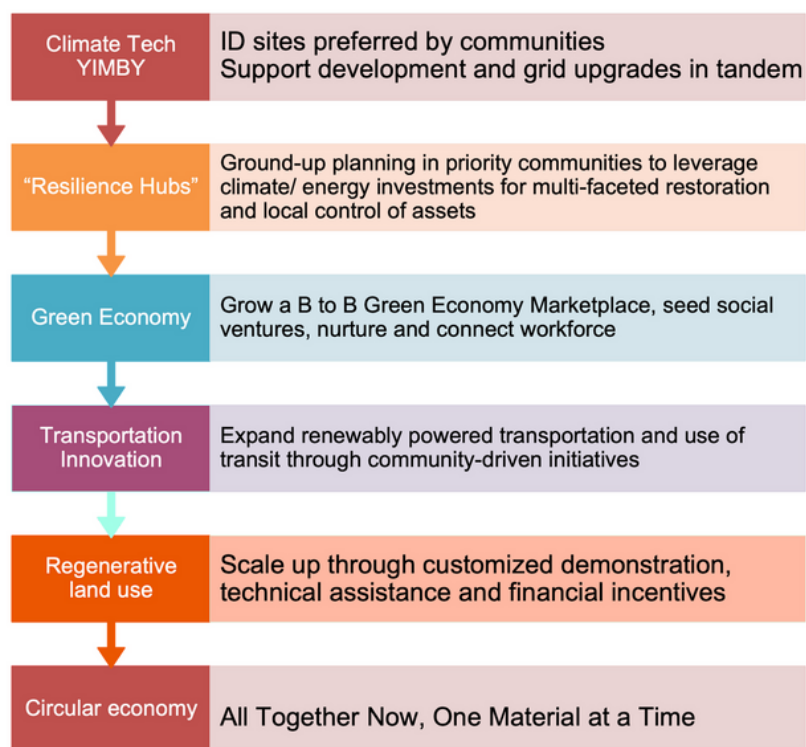 Climate Tech
YIMBY
ID sites preferred by communities
Support development and grid upgrades in tandem
“Resilience Hubs”
Ground-up planning in priority communities to leverage
climate/ energy investments for multi-faceted restoration
and local control of assets
Green Economy
Grow a B to B Green Economy Marketplace, seed social
ventures, nurture and connect workforce
Transportation
Innovation
Expand renewably powered transportation and use of
transit through community-driven initiatives
Regenerative
land use
Scale up through customized demonstration,
technical assistance and financial incentives
Circular economy
All Together Now, One Material at a Time